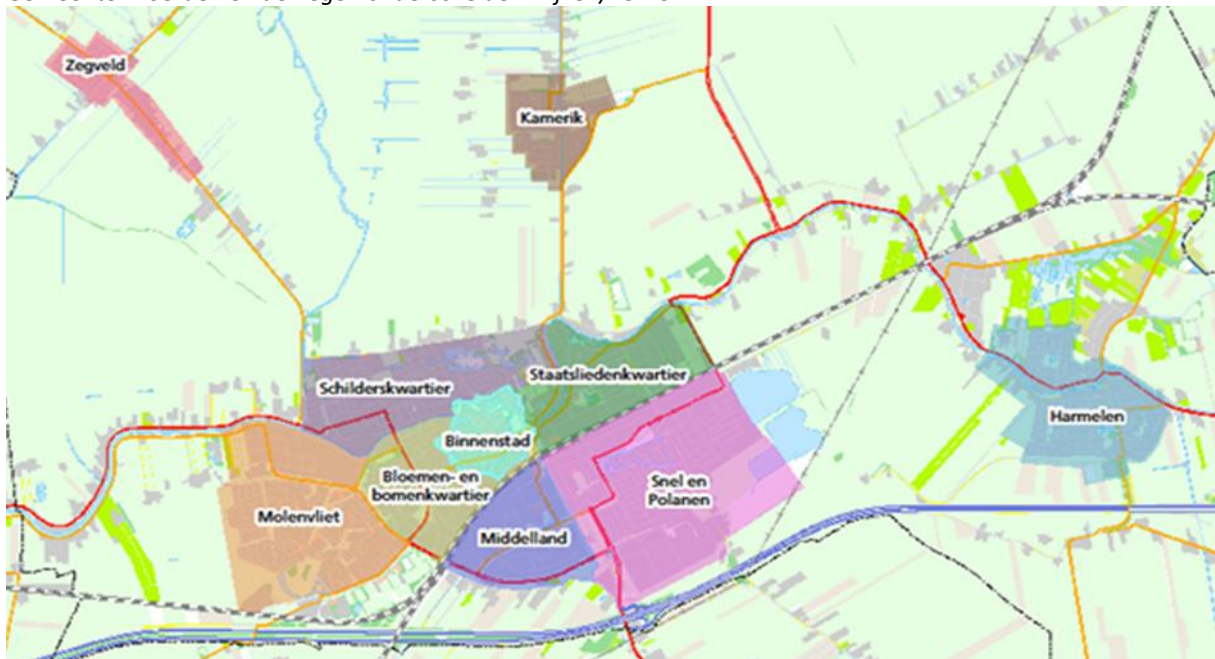 Zegveld
Kamerik
Schilderskwartier
Staatsliedenkwartier
Binnenstad
Harmelen
Bloemen- en
bomenkwartier
Snel en
Polanen
Molenvliet
Middelland